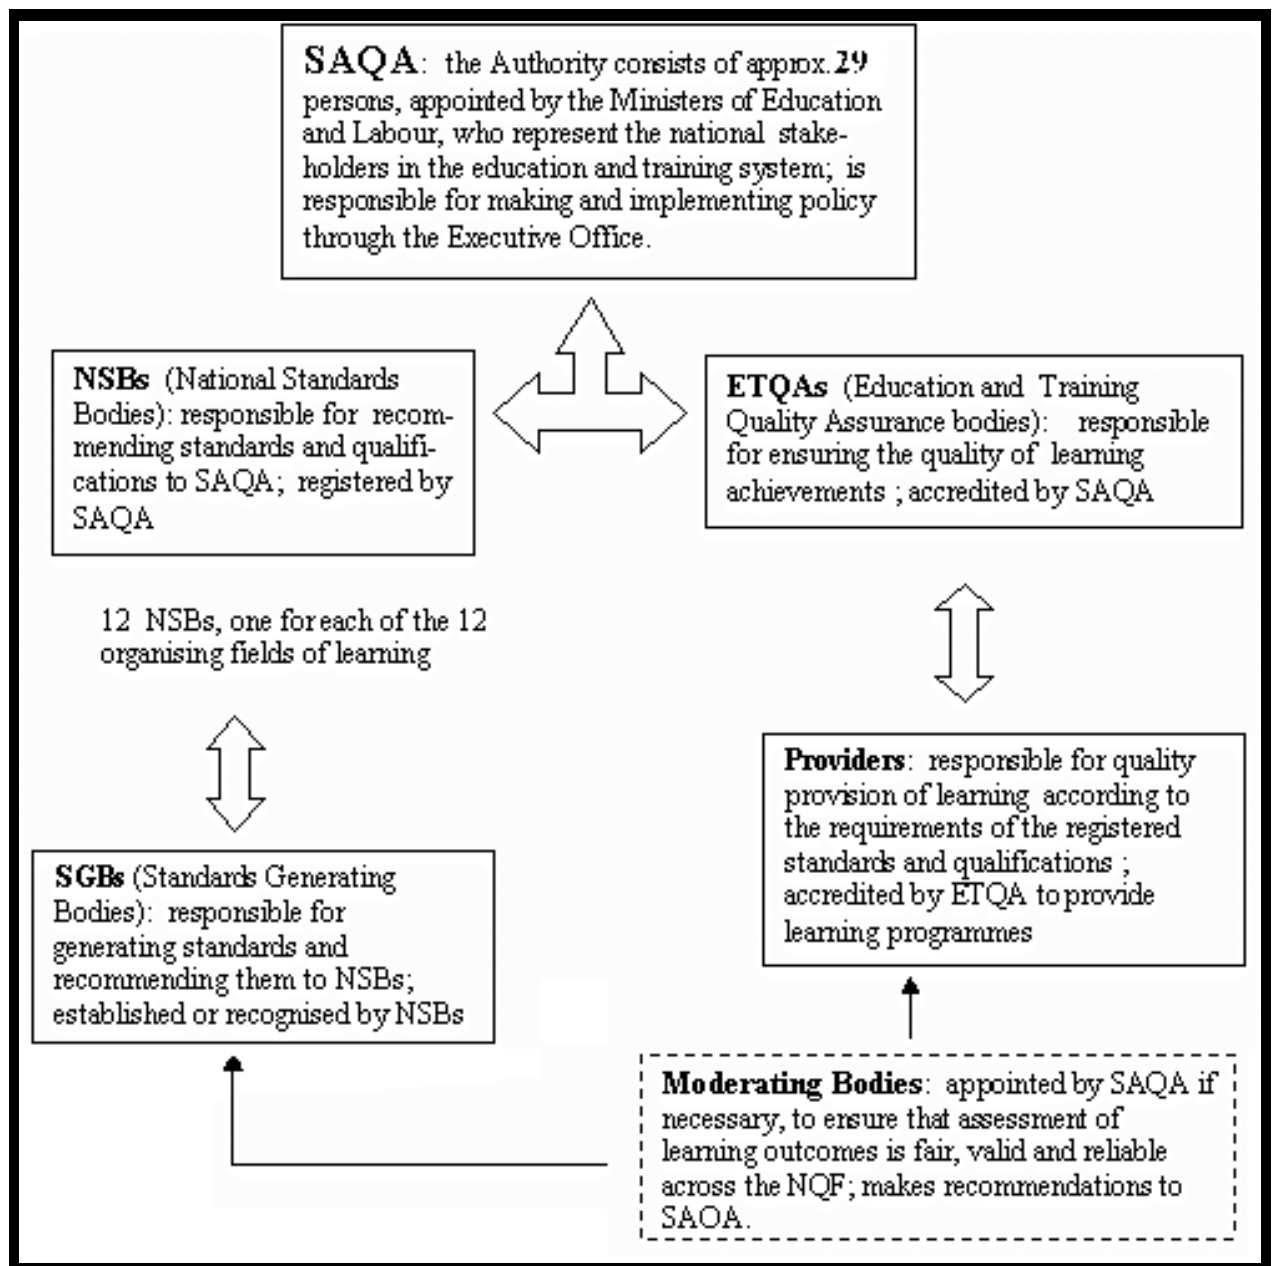 SAQA: the Authority consists of approx. 29
persons, appointed by the Ministers of Education
and Labour, who represent the national stake-
holders in the education and training system; is
responsible for making and implementing policy
through the Executive Office.
NSBs (National Standards
Bodies): responsible for recom-
mending standards and qualifi-
cations to SAQA; registered by
SAQA
ETQAs (Education and Training
Quality Assurance bodies): responsible
for ensuring the quality of learning
achievements ; accredited by SAQA
12 NSBs, one for each of the 12
organising fields of learning
Providers: responsible for quality
provision of learning according to
the requirements of the registered
standards and qualifications ;
accredited by ETQA to provide
learning programmes
SGBs (Standards Generating
Bodies): responsible for
generating standards and
recommending them to NSBs;
established or recognised by NSBs
Moderating Bodies: appointed by SAQA if
necessary, to ensure that assessment of
learning outcomes is fair, valid and reliable
across the NQF; makes recommendations to
SAOA.